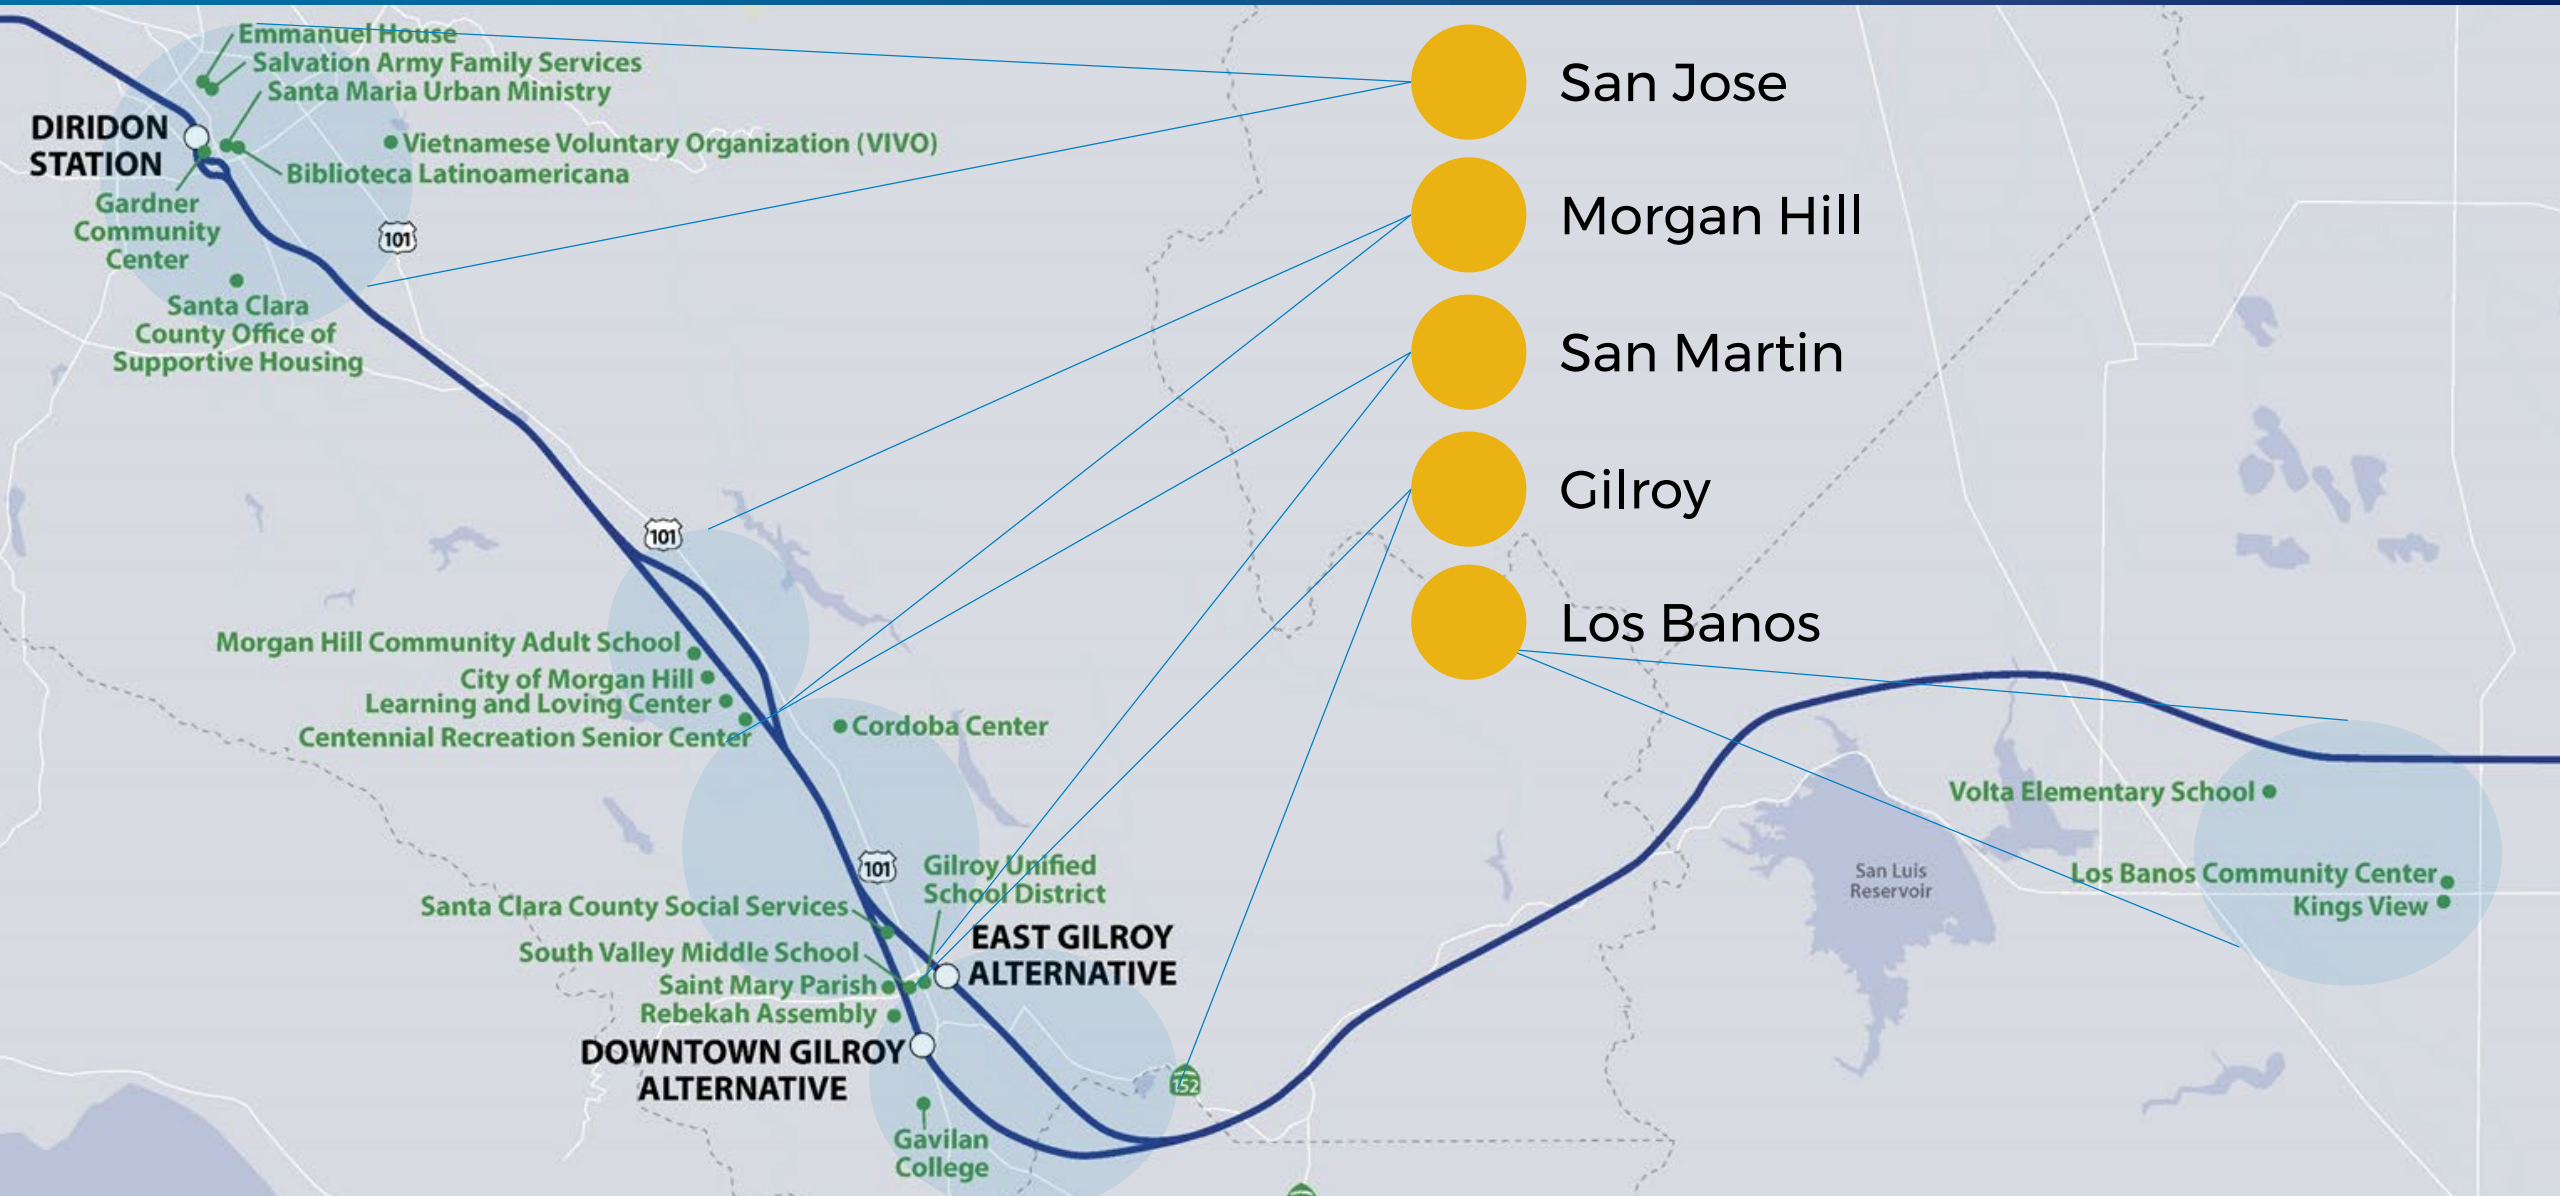 Emmanuel House
Salvation Army Family Services
Santa Maria Urban Ministry
DIRIDON
STATION
Vietnamese Voluntary Organization (VIVO)
Biblioteca Latinoamericana
Gardner
Community
Center
101
Santa Clara
County Office of
Supportive Housing
San Jose
Morgan Hill
San Martin
Gilroy
Los Banos
101
Morgan Hill Community Adult School
City of Morgan Hill
Learning and Loving Center
Centennial Recreation Senior Center
Cordoba Center
101
Gilroy Unified
School District
Santa Clara County Social Services
South Valley Middle School
Saint Mary Parish
Rebekah Assembly
EAST GILROY
ALTERNATIVE
DOWNTOWN GILROY
ALTERNATIVE
Gavilan
College
152
San Luis
Reservoir
Volta Elementary School
Los Banos Community Center
Kings View